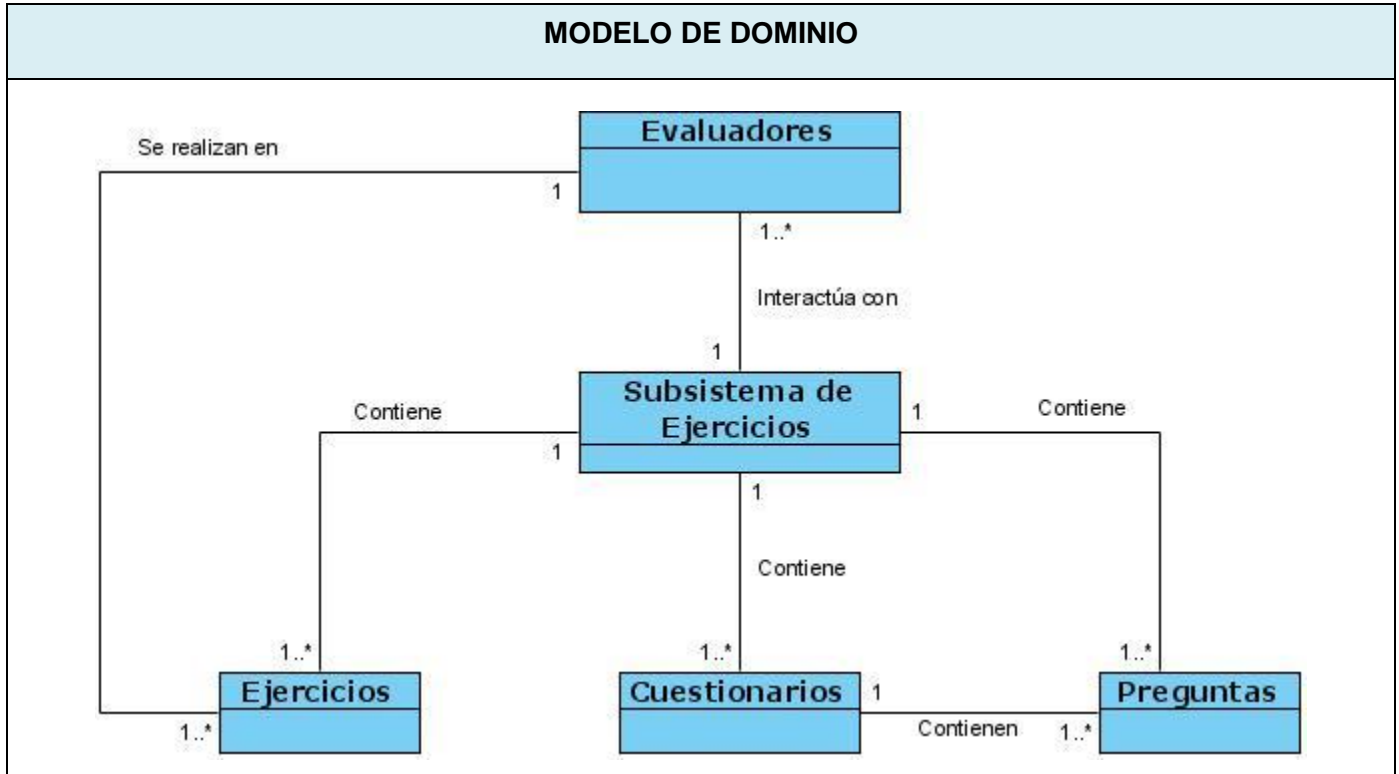 MODELO DE DOMINIO
Evaluadores
Se realizan en
1
1..*
Interactúa con
1
Subsistema de
Ejercicios
Contiene
1
1
Contiene
1
Contiene
1..*
1..*
1..*
Ejercicios
Cuestionarios
1
Preguntas
1..*
Contienen
1..*